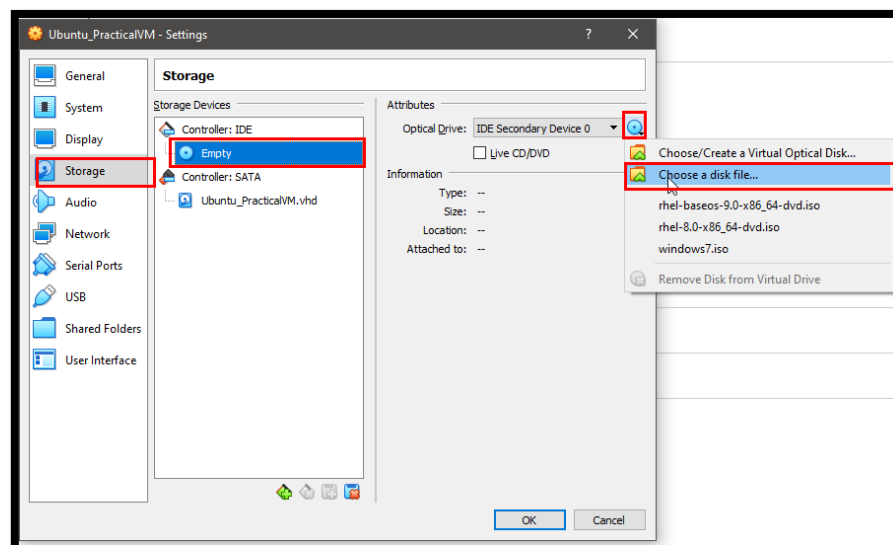 Ubuntu_PracticalVM - Settings ?
General
System
Display
Storage
Audio
Network
Serial Ports
USB
Shared Folders
User Interface
Storage
Storage Devices
Controller: IDE
Empty
Controller: SATA
Ubuntu_PracticalVM.vhd
Attributes
Optical Drive: IDE Secondary Device 0
Live CD/DVD
Information
Type: --
Size: --
Location: --
Attached to: --
Choose/Create a Virtual Optical Disk...
Choose a disk file...
rhel-baseos-9.0-x86_64-dvd.iso
rhel-8.0-x86_64-dvd.iso
windows7.iso
Remove Disk from Virtual Drive
OK Cancel